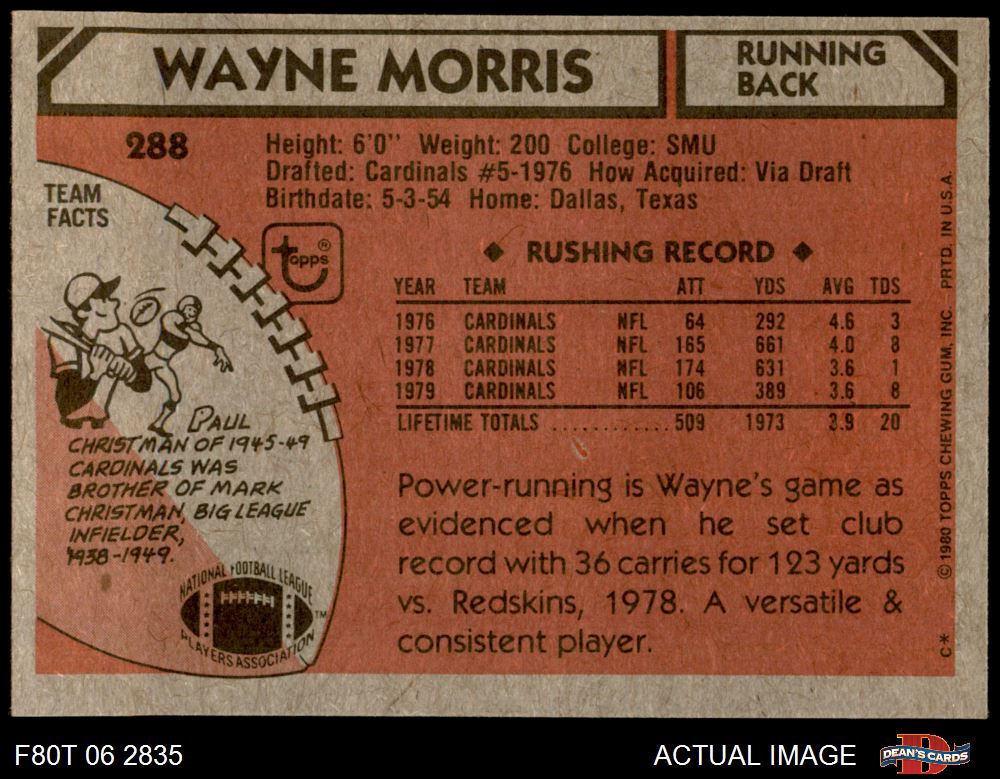 WAYNE MORRIS
RUNNING
BACK
288
Height: 6'0" Weight: 200 College: SMU
Drafted: Cardinals #5-1976 How Acquired: Via Draft
Birthdate: 5-3-54 Home: Dallas, Texas
TEAM
FACTS
topps®
◆ RUSHING RECORD ◆
YEAR TEAM ATT YDS AVG TDS
1976 CARDINALS NFL 64 292 4.6 3
1977 CARDINALS NFL 165 661 4.0 8
1978 CARDINALS NFL 174 631 3.6 1
1979 CARDINALS NFL 106 389 3.6 8
LIFETIME TOTALS ............ 509 1973 3.9 20
PAUL
CHRISTMAN OF 1945-49
CARDINALS WAS
BROTHER OF MARK
CHRISTMAN, BIG LEAGUE
INFIELDER,
1938-1949.
Power-running is Wayne's game as
evidenced when he set club
record with 36 carries for 123 yards
vs. Redskins, 1978. A versatile &
consistent player.
NATIONAL FOOTBALL LEAGUE
PLAYERS ASSOCIATION
TM
C* © 1980 TOPPS CHEWING GUM, INC. PRTD. IN U.S.A.
F80T 06 2835
ACTUAL IMAGE
D
DEAN'S CARDS